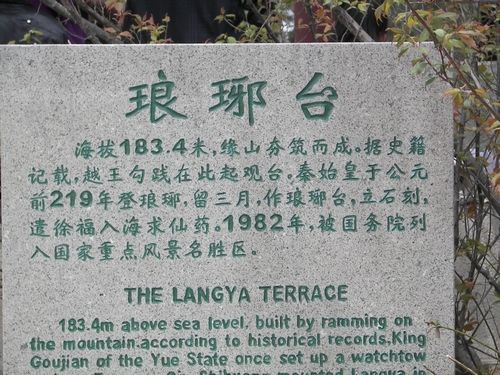 琅琊台
海拔183.4米,缘山夯筑而成。据史籍
记载,越王句践在此起观台。秦始皇于公元
前219年登琅琊,留三月,作琅琊台,立石刻,
遣徐福入海求仙药。1982年,被国务院列
入国家重点风景名胜区。
THE LANGYA TERRACE
183.4m above sea level, built by ramming on
the mountain.according to historical records,King
Goujian of the Yue State once set up a watchtow
mounted Langya in